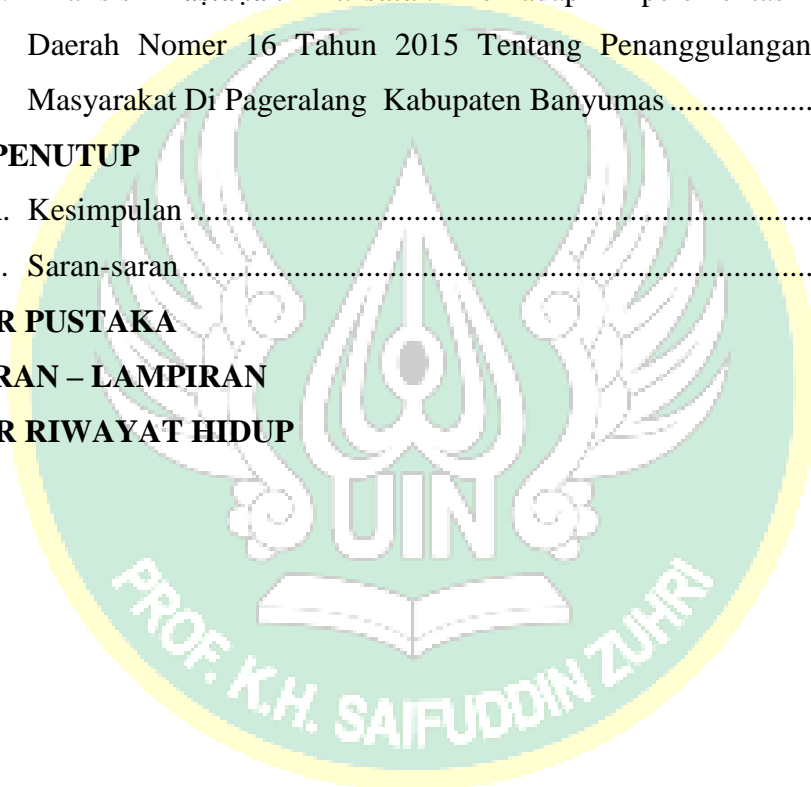 Daerah Nomer 16 Tahun 2015 Tentang Penanggulangan
Masyarakat Di Pageralang Kabupaten Banyumas ..................
PENUTUP
. Kesimpulan ...............................................................................
. Saran-saran................................................................................
R PUSTAKA
RAN – LAMPIRAN
R RIWAYAT HIDUP
UIN
PROF. K.H. SAIFUDDIN ZUHRI